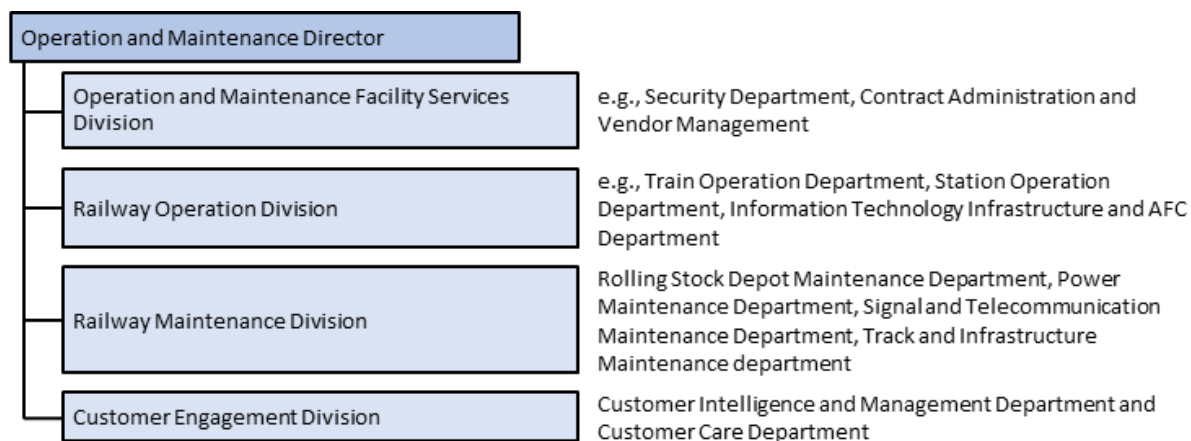 Operation and Maintenance Director
Operation and Maintenance Facility Services
Division
e.g., Security Department, Contract Administration and
Vendor Management
Railway Operation Division
e.g., Train Operation Department, Station Operation
Department, Information Technology Infrastructure and AFC
Department
Railway Maintenance Division
Rolling Stock Depot Maintenance Department, Power
Maintenance Department, Signal and Telecommunication
Maintenance Department, Track and Infrastructure
Maintenance department
Customer Engagement Division
Customer Intelligence and Management Department and
Customer Care Department